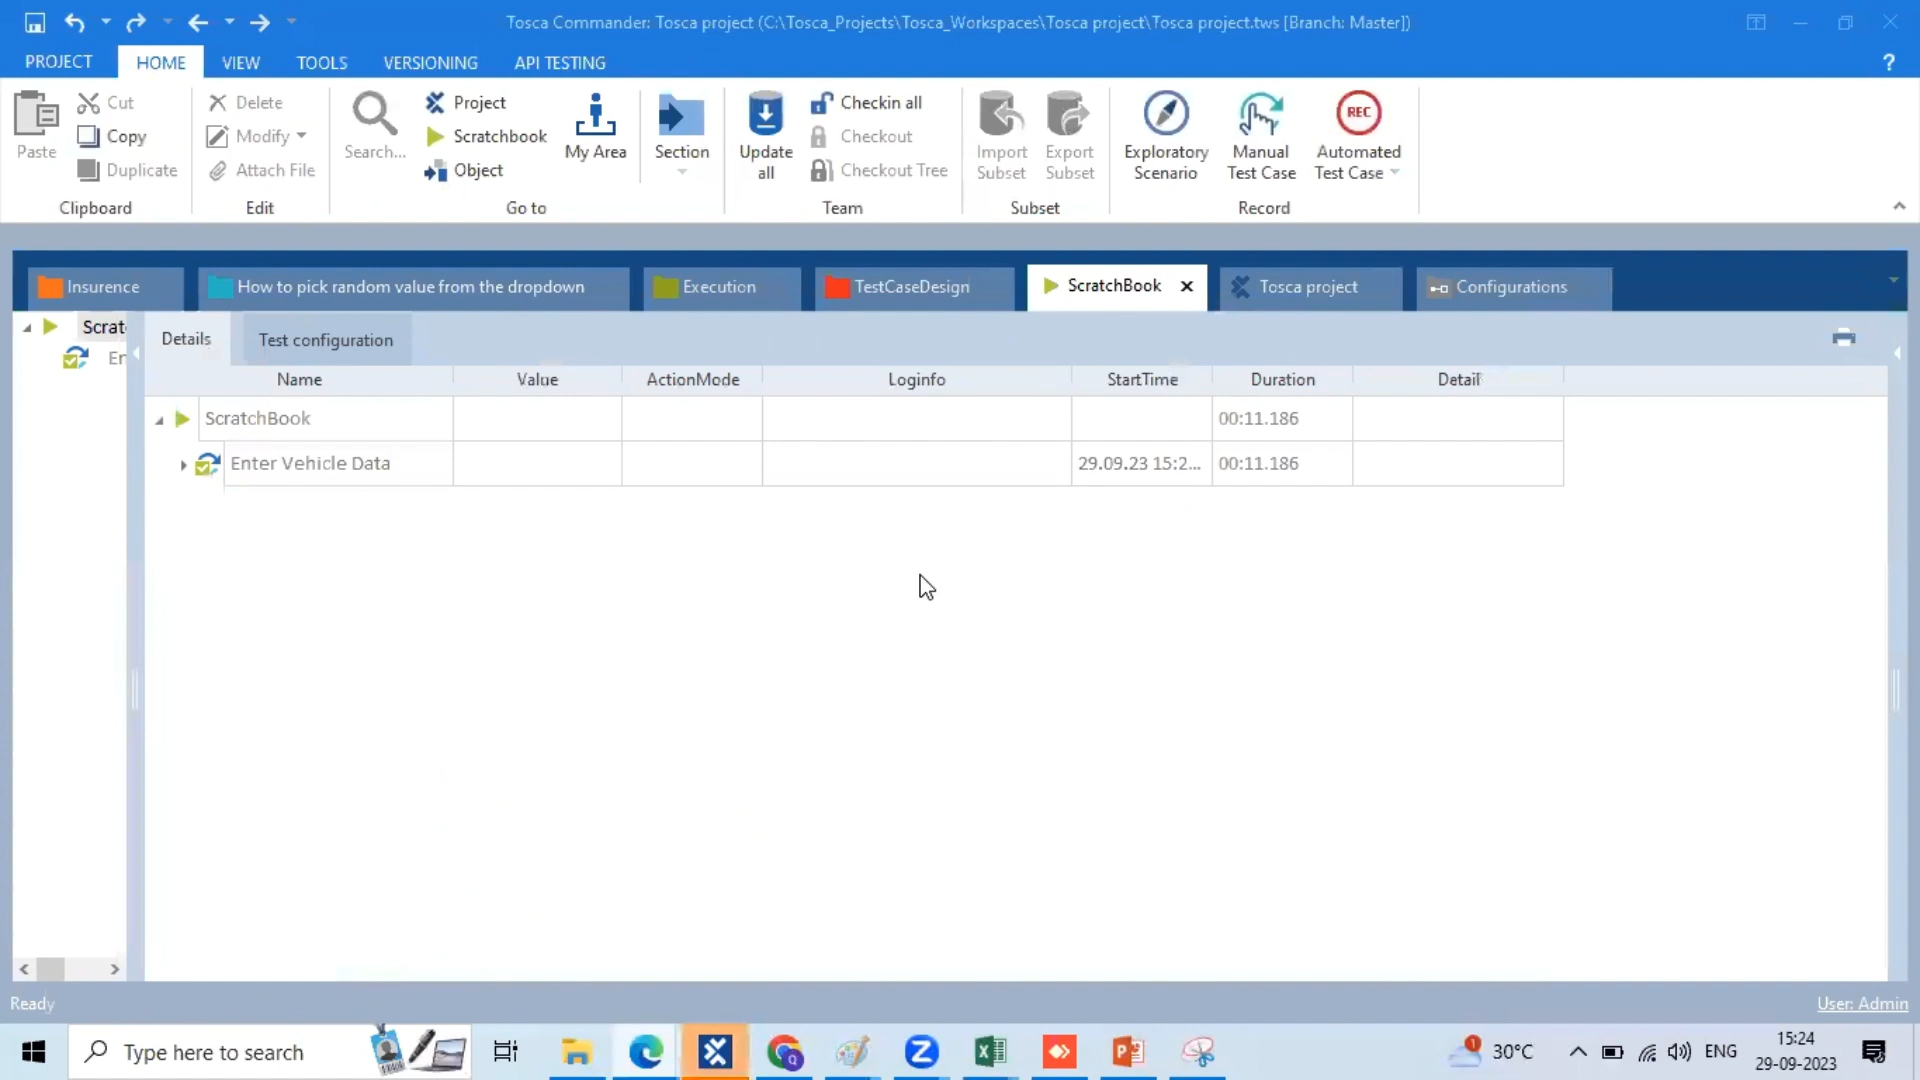 Tosca Commander: Tosca project (C:\Tosca_Projects\Tosca_Workspaces\Tosca project\Tosca project.tws [Branch: Master])
PROJECT HOME VIEW TOOLS VERSIONING API TESTING ?
Paste
Cut
Copy
Duplicate
Clipboard
Delete
Modify
Attach File
Edit
Search...
Project
Scratchbook
Object
My Area
Section
Go to
Update all
Checkin all
Checkout
Checkout Tree
Team
Import Subset
Export Subset
Subset
Exploratory Scenario
Manual Test Case
REC
Automated Test Case
Record
Insurence How to pick random value from the dropdown Execution TestCaseDesign ScratchBook Tosca project Configurations
Scrat
En
Details Test configuration
Name Value ActionMode Loginfo StartTime Duration Detail
ScratchBook 00:11.186
Enter Vehicle Data 29.09.23 15:2... 00:11.186
Ready User: Admin
Type here to search
30°C ENG
15:24
29-09-2023